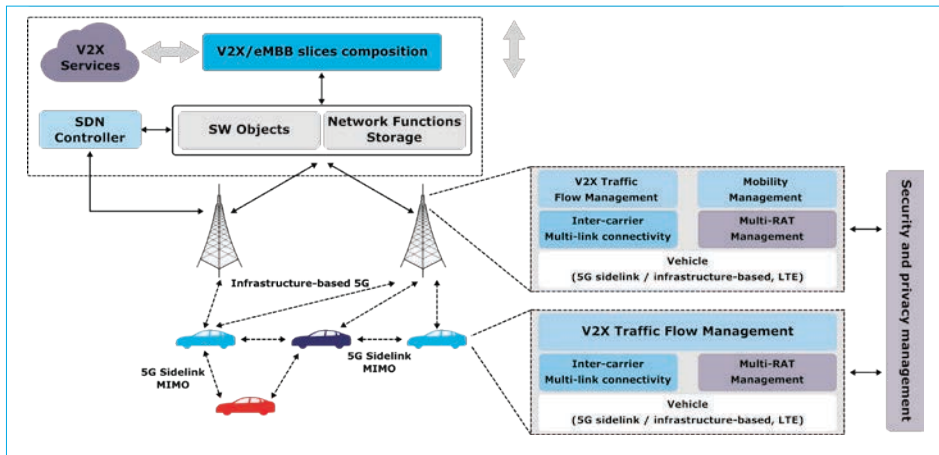 V2X
Services
V2X/eMBB slices composition
SDN
Controller
SW Objects
Network Functions
Storage
V2X Traffic
Flow Management
Mobility
Management
Inter-carrier
Multi-link connectivity
Multi-RAT
Management
Vehicle
(5G sidelink / infrastructure-based, LTE)
Infrastructure-based 5G
5G Sidelink
MIMO
5G Sidelink
MIMO
V2X Traffic Flow Management
Inter-carrier
Multi-link connectivity
Multi-RAT
Management
Vehicle
(5G sidelink / infrastructure-based, LTE)
Security and privacy management